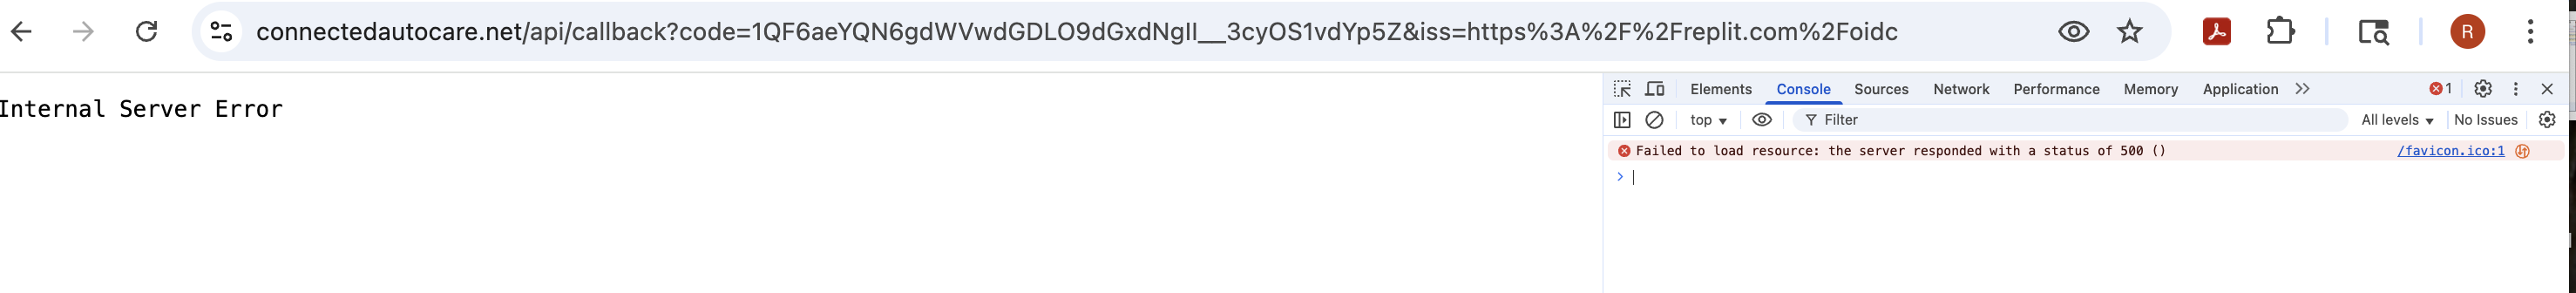 connectedautocare.net/api/callback?code=1QF6aeYQN6gdWVwdGDLO9dGxdNgIl__3cyOS1vdYp5Z&iss=https%3A%2F%2Freplit.com%2Foidc
R
Internal Server Error
Elements Console Sources Network Performance Memory Application 1
top Filter All levels No Issues
Failed to load resource: the server responded with a status of 500 () /favicon.ico:1